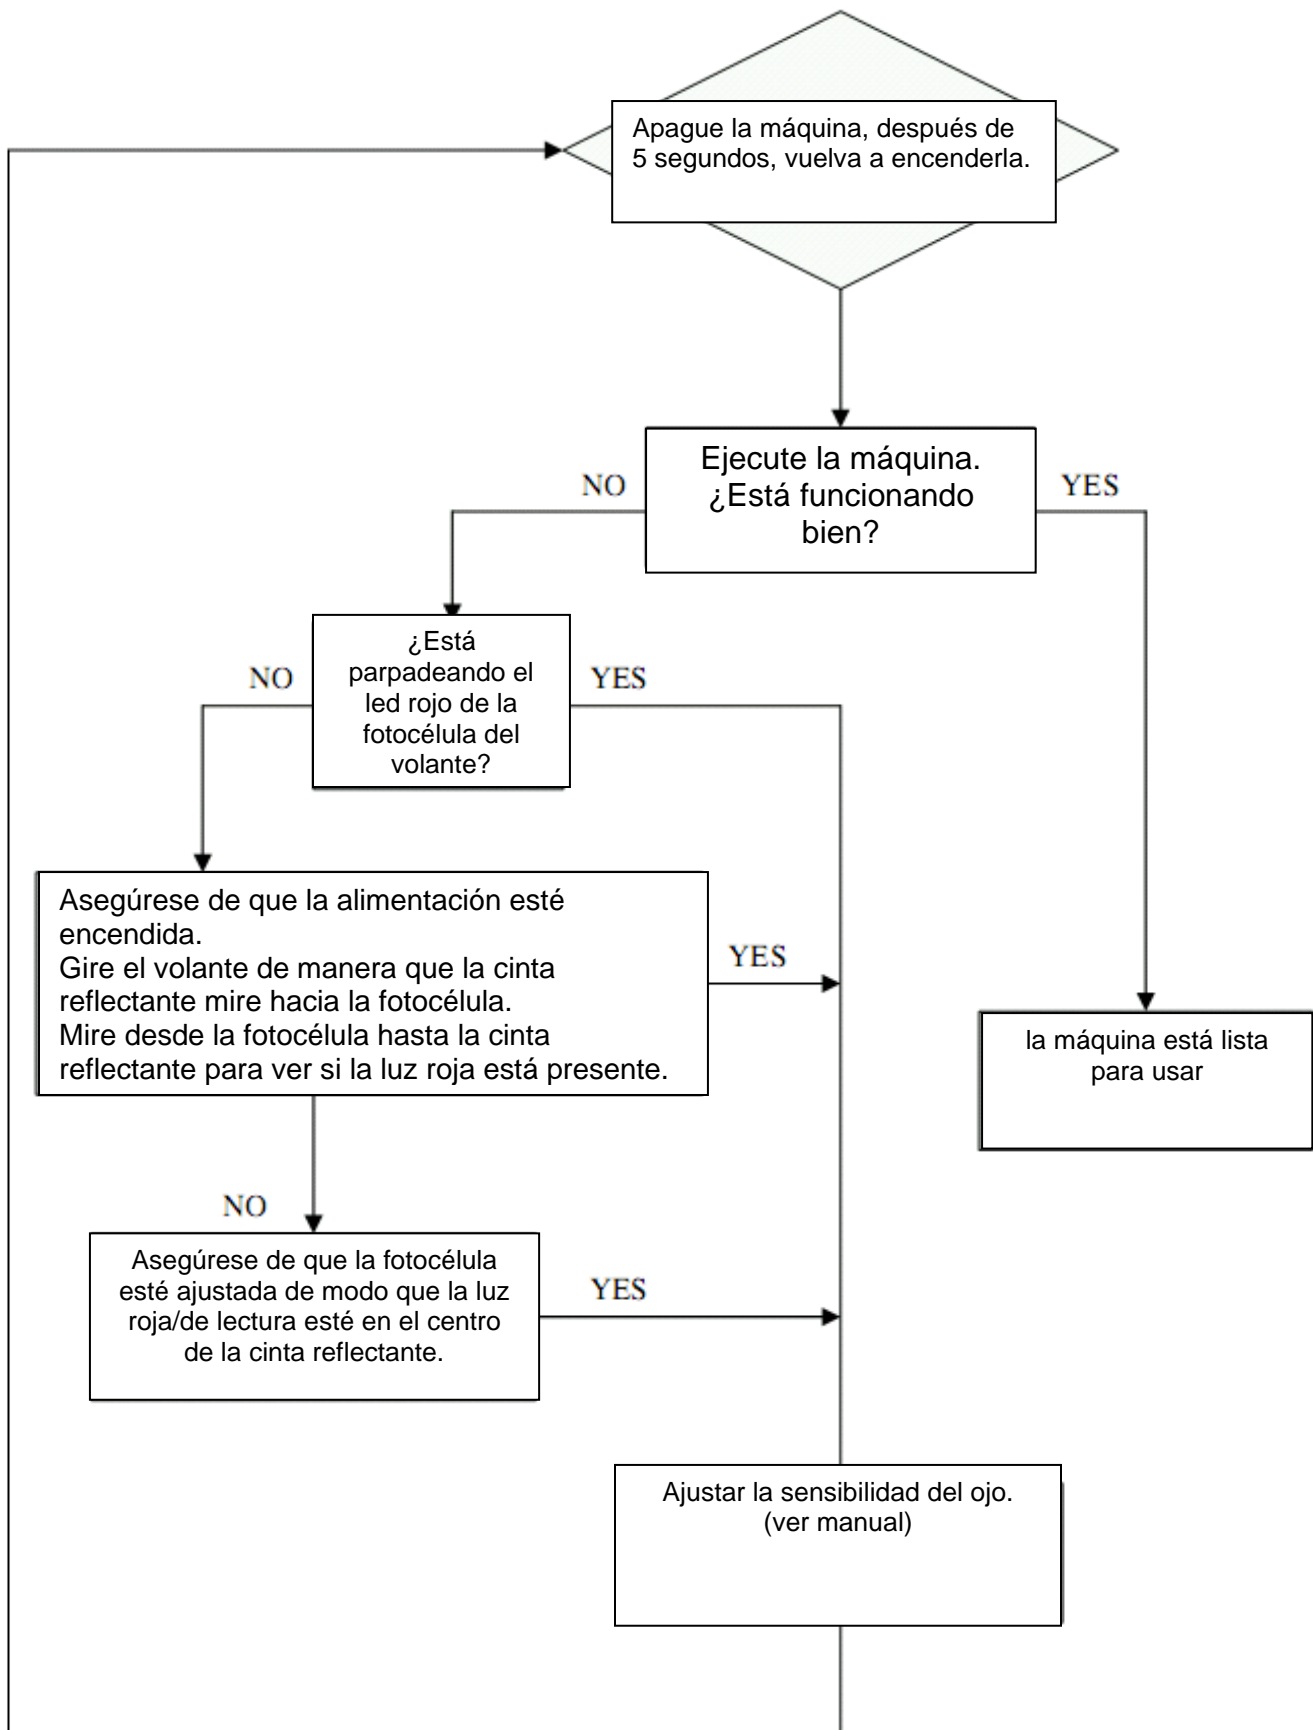 Apague la máquina, después de
5 segundos, vuelva a encenderla.
Ejecute la máquina.
¿Está funcionando
bien?
NO
YES
¿Está
parpadeando el
led rojo de la
fotocélula del
volante?
NO
YES
Asegúrese de que la alimentación esté
encendida.
Gire el volante de manera que la cinta
reflectante mire hacia la fotocélula.
Mire desde la fotocélula hasta la cinta
reflectante para ver si la luz roja está presente.
YES
la máquina está lista
para usar
NO
Asegúrese de que la fotocélula
esté ajustada de modo que la luz
roja/de lectura esté en el centro
de la cinta reflectante.
YES
Ajustar la sensibilidad del ojo.
(ver manual)